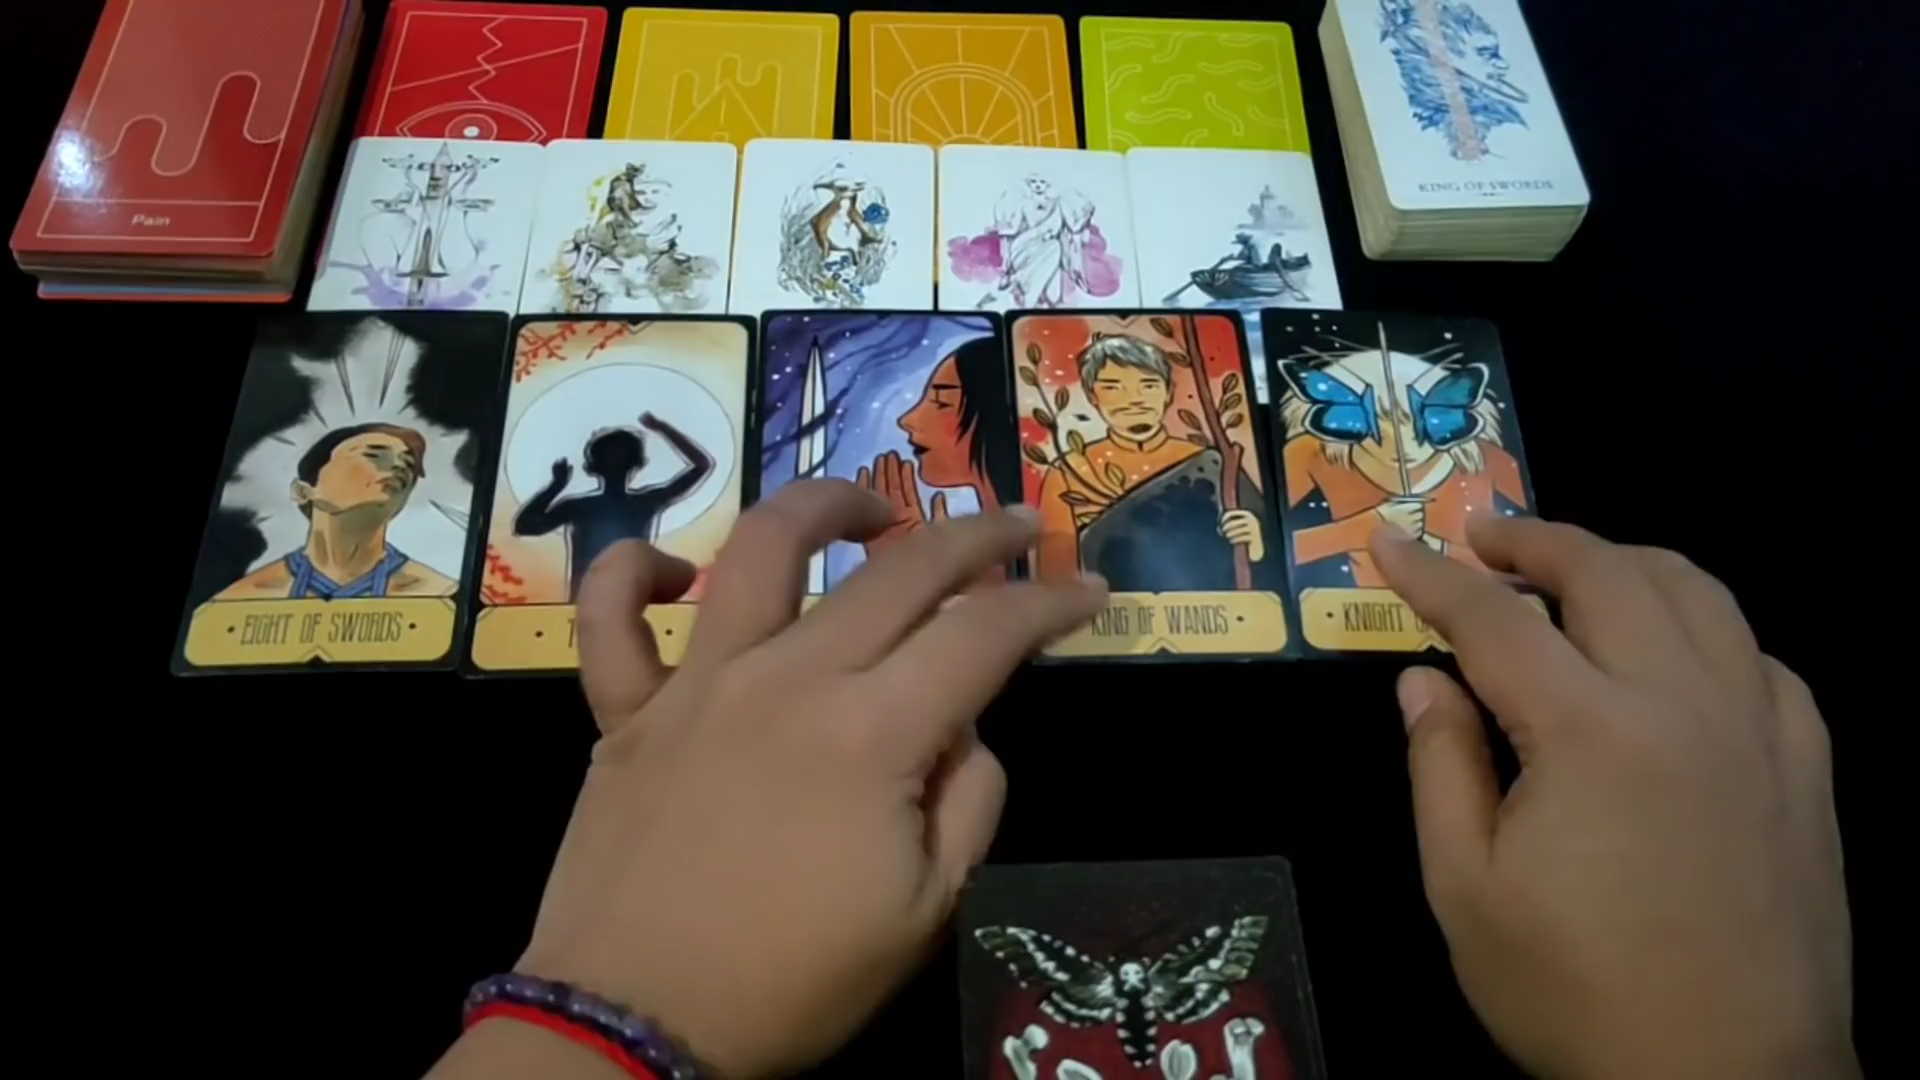 Pain
KING OF SWORDS
• EIGHT OF SWORDS •
KING OF WANDS •
• KNIGHT